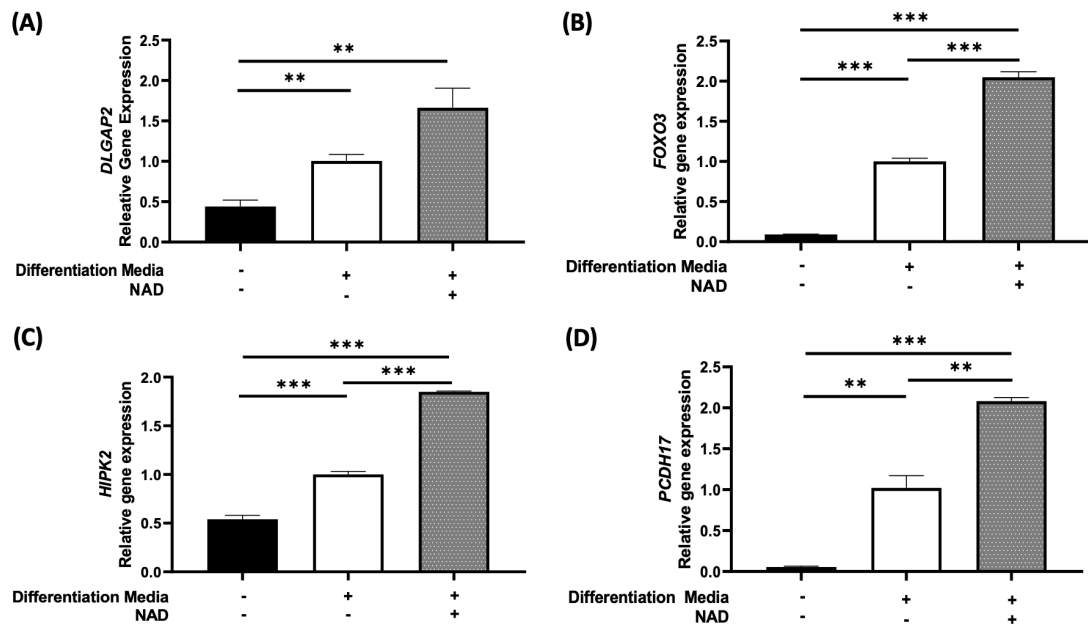 (A)
DLGAP2
Releative Gene Expression
2.5
2.0
1.5
1.0
0.5
0.0
**
**
Differentiation Media - + +
NAD - - +
(B)
FOXO3
Relative gene expression
2.5
2.0
1.5
1.0
0.5
0.0
***
*** ***
Differentiation Media - + +
NAD - - +
(C)
HIPK2
Relative gene expression
2.0
1.5
1.0
0.5
0.0
***
*** ***
Differentiation Media - + +
NAD - - +
(D)
PCDH17
Relative gene expression
2.5
2.0
1.5
1.0
0.5
0.0
***
** **
Differentiation Media - + +
NAD - - +